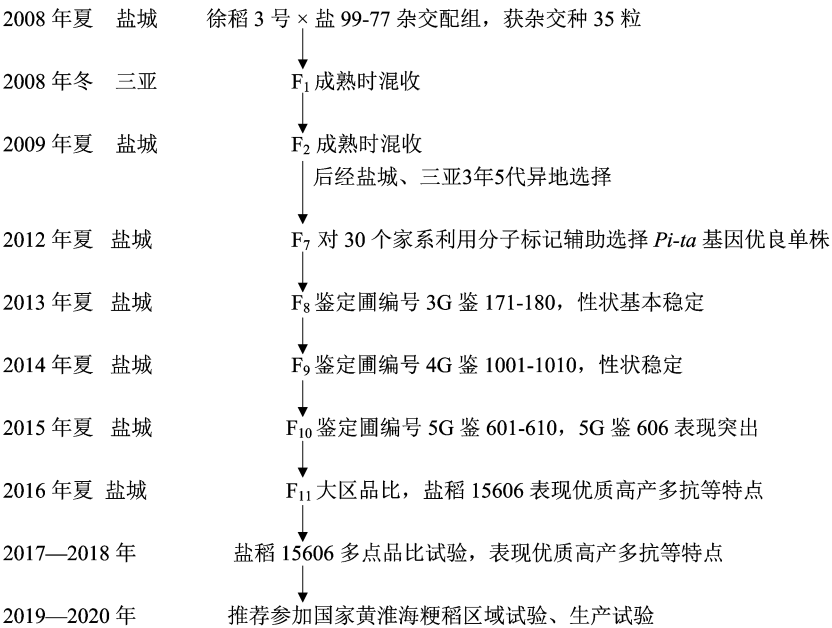 2008 年夏 盐城 徐稻 3 号 × 盐 99-77 杂交配组，获杂交种 35 粒
2008 年冬 三亚 F1 成熟时混收
2009 年夏 盐城 F2 成熟时混收
后经盐城、三亚3年5代异地选择
2012 年夏 盐城 F7 对 30 个家系利用分子标记辅助选择 Pi-ta 基因优良单株
2013 年夏 盐城 F8 鉴定圃编号 3G 鉴 171-180，性状基本稳定
2014 年夏 盐城 F9 鉴定圃编号 4G 鉴 1001-1010，性状稳定
2015 年夏 盐城 F10 鉴定圃编号 5G 鉴 601-610，5G 鉴 606 表现突出
2016 年夏 盐城 F11 大区品比，盐稻 15606 表现优质高产多抗等特点
2017—2018 年 盐稻 15606 多点品比试验，表现优质高产多抗等特点
2019—2020 年 推荐参加国家黄淮海粳稻区域试验、生产试验